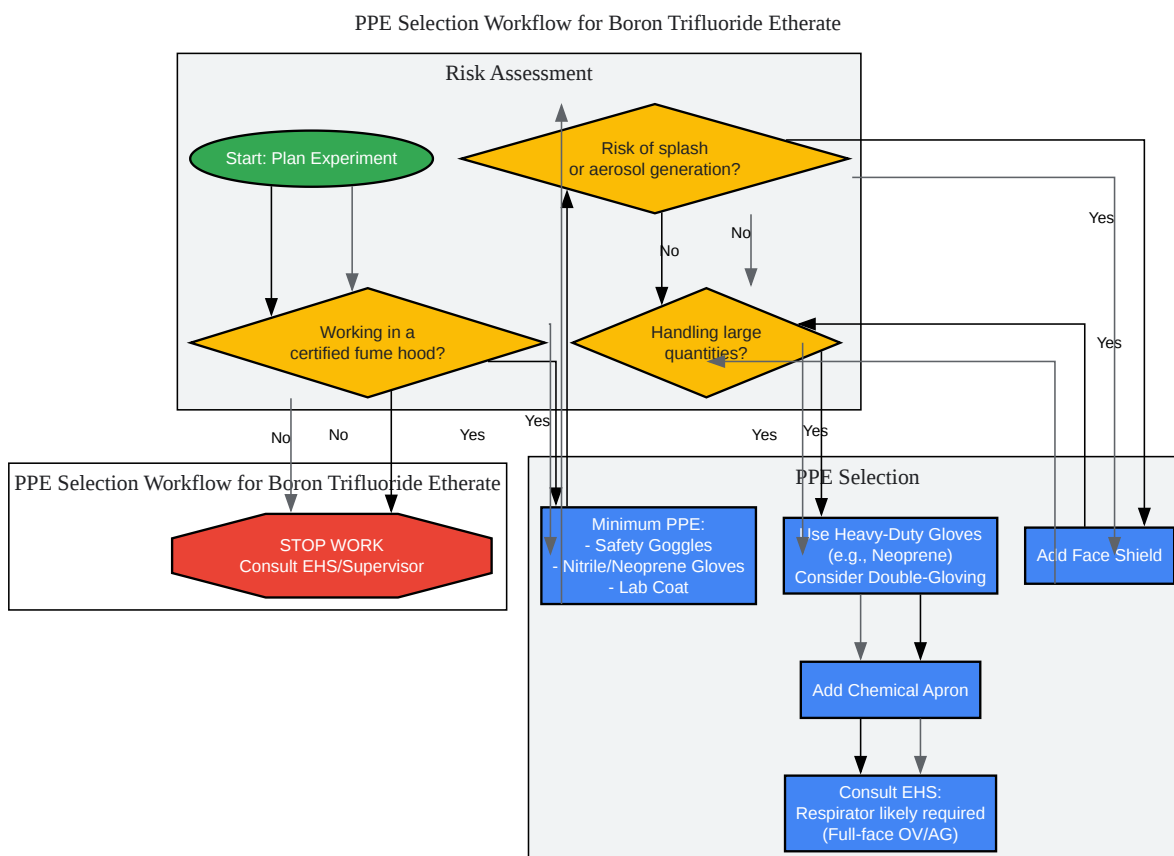 PPE Selection Workflow for Boron Trifluoride Etherate
Risk Assessment
Start: Plan Experiment
Risk of splash
or aerosol generation?
Yes
No
No
Working in a
certified fume hood?
Handling large
quantities?
Yes
No
No
Yes
Yes
Yes
Yes
PPE Selection Workflow for Boron Trifluoride Etherate
STOP WORK
Consult EHS/Supervisor
PPE Selection
Minimum PPE:
- Safety Goggles
- Nitrile/Neoprene Gloves
- Lab Coat
Use Heavy-Duty Gloves
(e.g., Neoprene)
Consider Double-Gloving
Add Face Shield
Add Chemical Apron
Consult EHS:
Respirator likely required
(Full-face OV/AG)